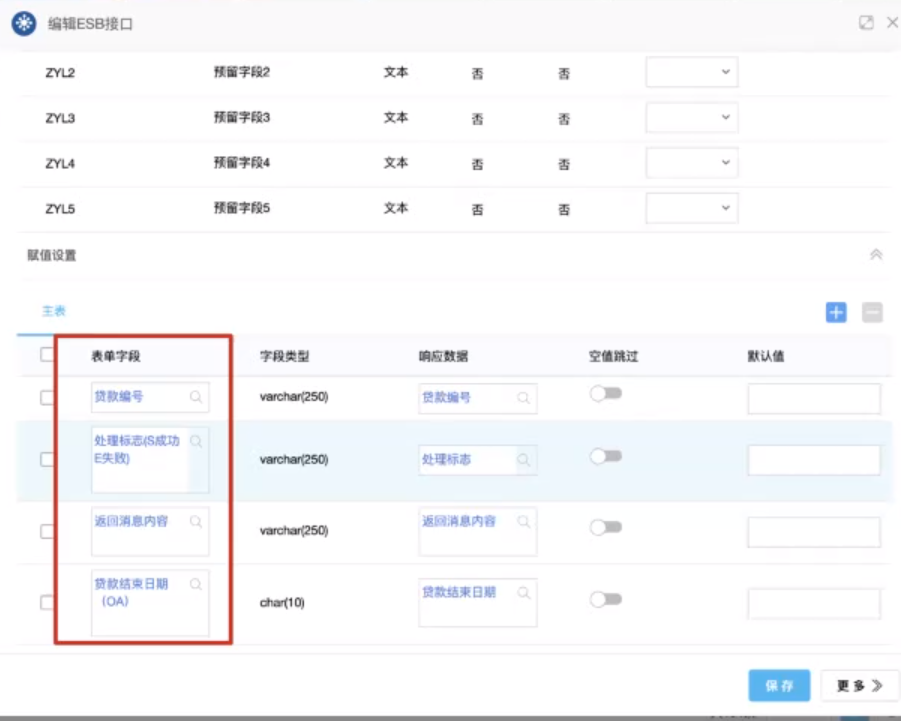 编辑ESB接口
ZYL2 预留字段2 文本 否 否
ZYL3 预留字段3 文本 否 否
ZYL4 预留字段4 文本 否 否
ZYL5 预留字段5 文本 否 否
赋值设置
主表
表单字段 字段类型 响应数据 空值跳过 默认值
贷款编号 varchar(250) 贷款编号
处理标志(S成功
E失败) varchar(250) 处理标志
返回消息内容 varchar(250) 返回消息内容
贷款结束日期
（OA） char(10) 贷款结束日期
保存 更多